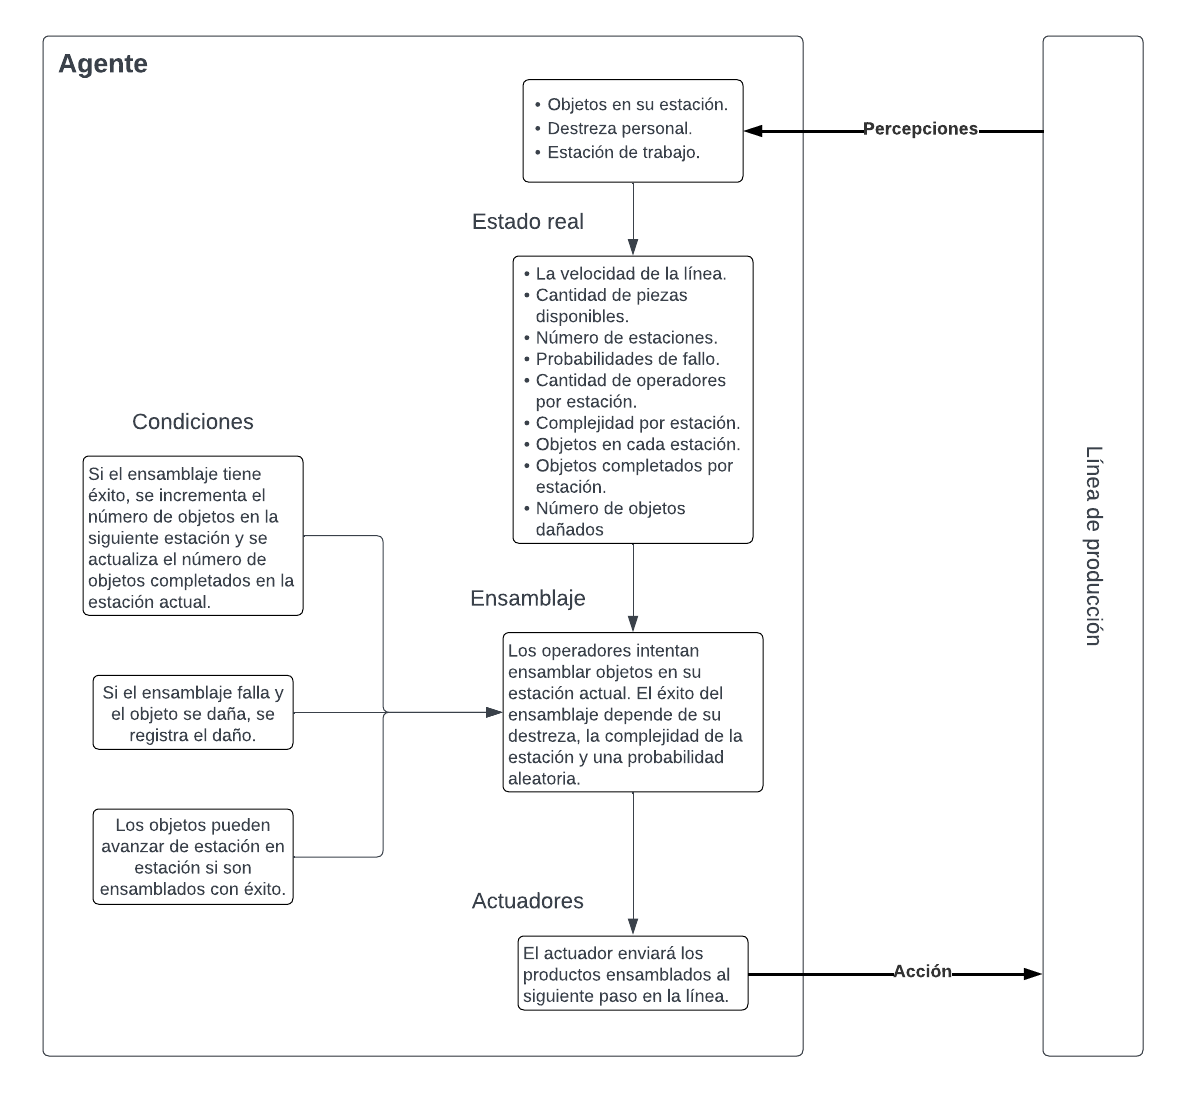 Agente
• Objetos en su estación.
• Destreza personal.
• Estación de trabajo.
Percepciones
Estado real
• La velocidad de la línea.
• Cantidad de piezas
disponibles.
• Número de estaciones.
• Probabilidades de fallo.
• Cantidad de operadores
por estación.
• Complejidad por estación.
• Objetos en cada estación.
• Objetos completados por
estación.
• Número de objetos
dañados
Condiciones
Si el ensamblaje tiene
éxito, se incrementa el
número de objetos en la
siguiente estación y se
actualiza el número de
objetos completados en la
estación actual.
Si el ensamblaje falla y
el objeto se daña, se
registra el daño.
Los objetos pueden
avanzar de estación en
estación si son
ensamblados con éxito.
Ensamblaje
Los operadores intentan
ensamblar objetos en su
estación actual. El éxito del
ensamblaje depende de su
destreza, la complejidad de la
estación y una probabilidad
aleatoria.
Actuadores
El actuador enviará los
productos ensamblados al
siguiente paso en la línea.
Acción
Línea de producción